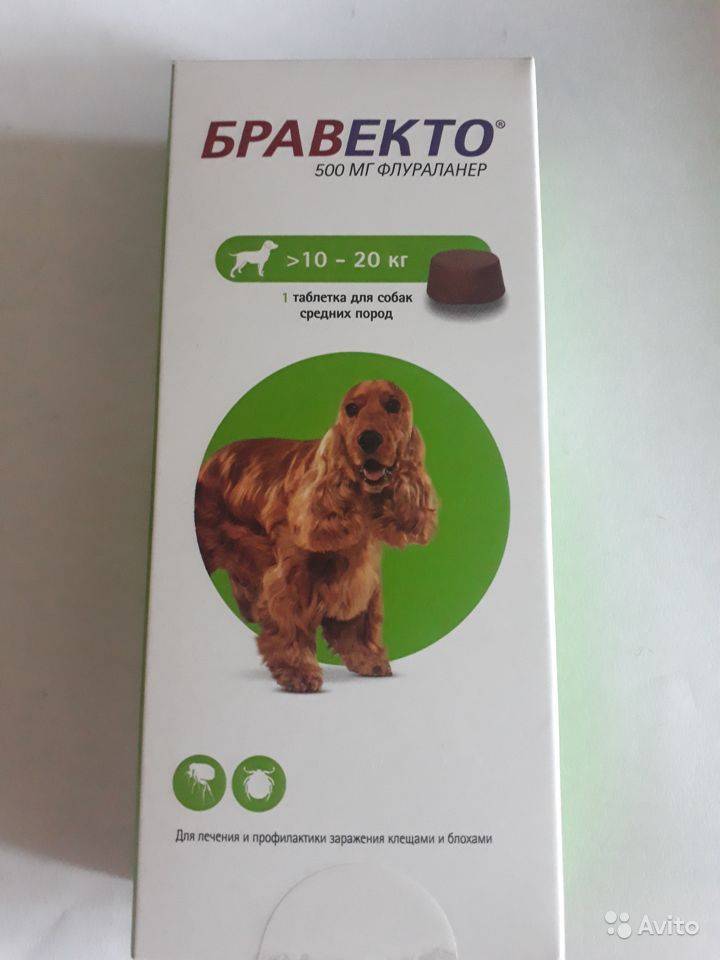 БРАВЕКТО®
500 МГ ФЛУРАЛАНЕР
>10 – 20 кг
1 таблетка для собак
средних пород
Для лечения и профилактики заражения клещами и блохами
Avito